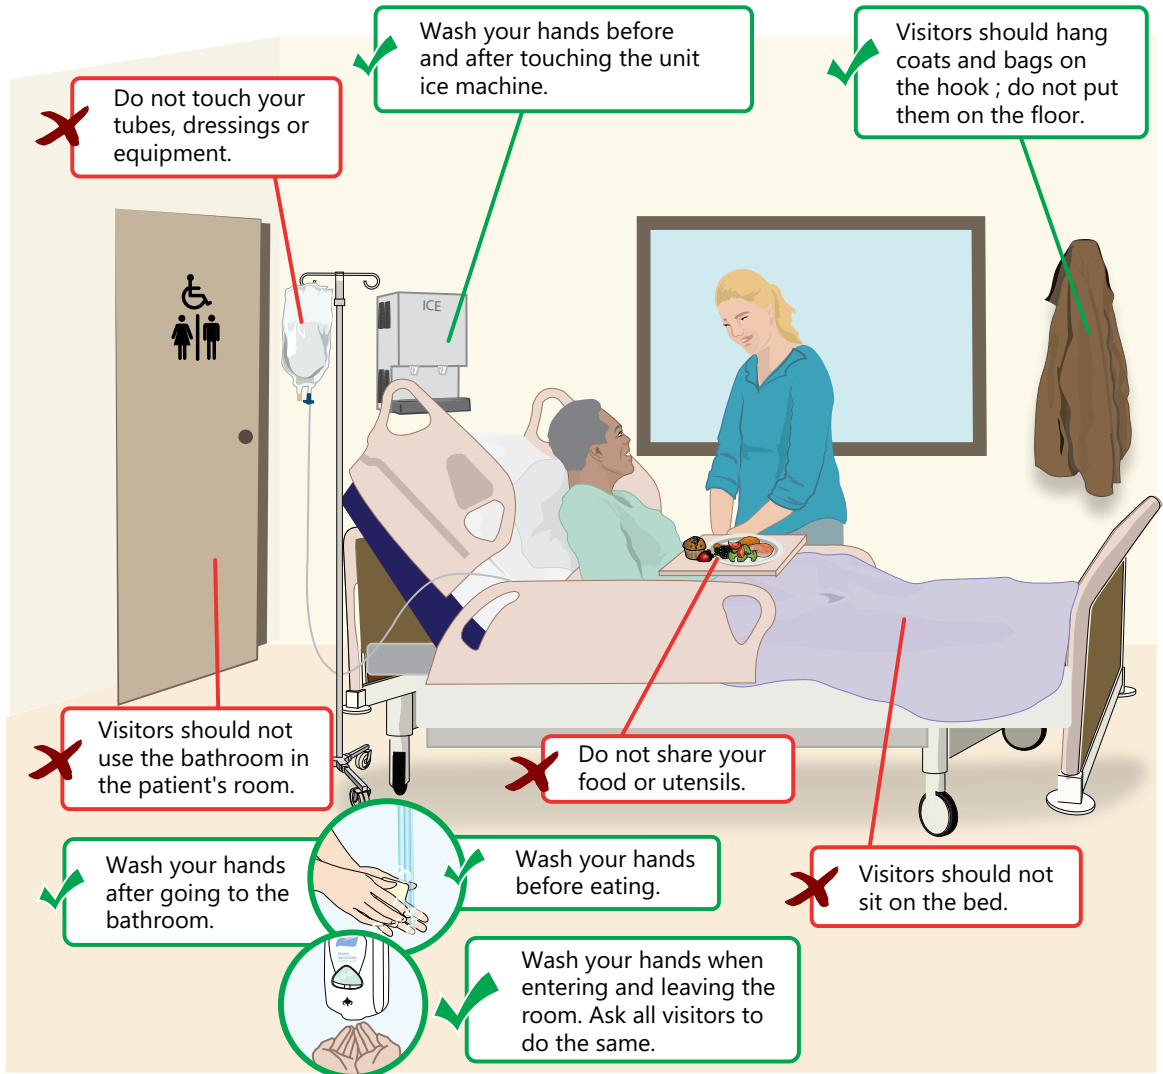 Wash your hands before
and after touching the unit
ice machine.
Visitors should hang
coats and bags on
the hook ; do not put
them on the floor.
Do not touch your
tubes, dressings or
equipment.
ICE
Visitors should not
use the bathroom in
the patient's room.
Do not share your
food or utensils.
Wash your hands
after going to the
bathroom.
Wash your hands
before eating.
Visitors should not
sit on the bed.
Wash your hands when
entering and leaving the
room. Ask all visitors to
do the same.